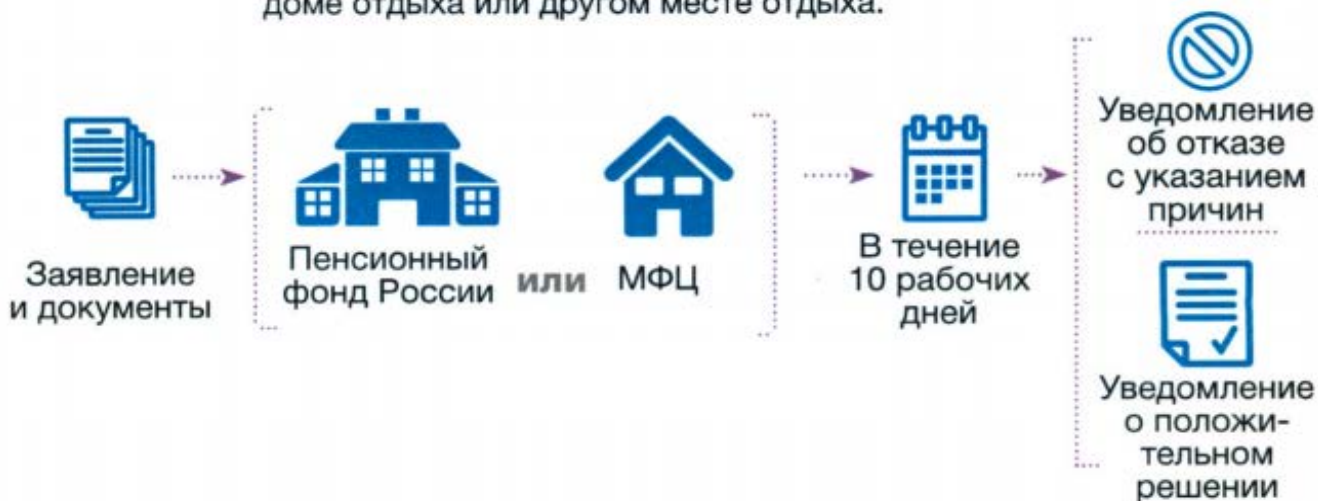 доме отдыха или другом месте отдыха.
Заявление
и документы
Пенсионный
фонд России
или
МФЦ
В течение
10 рабочих
дней
Уведомление
об отказе
с указанием
причин
Уведомление
о положи-
тельном
решении